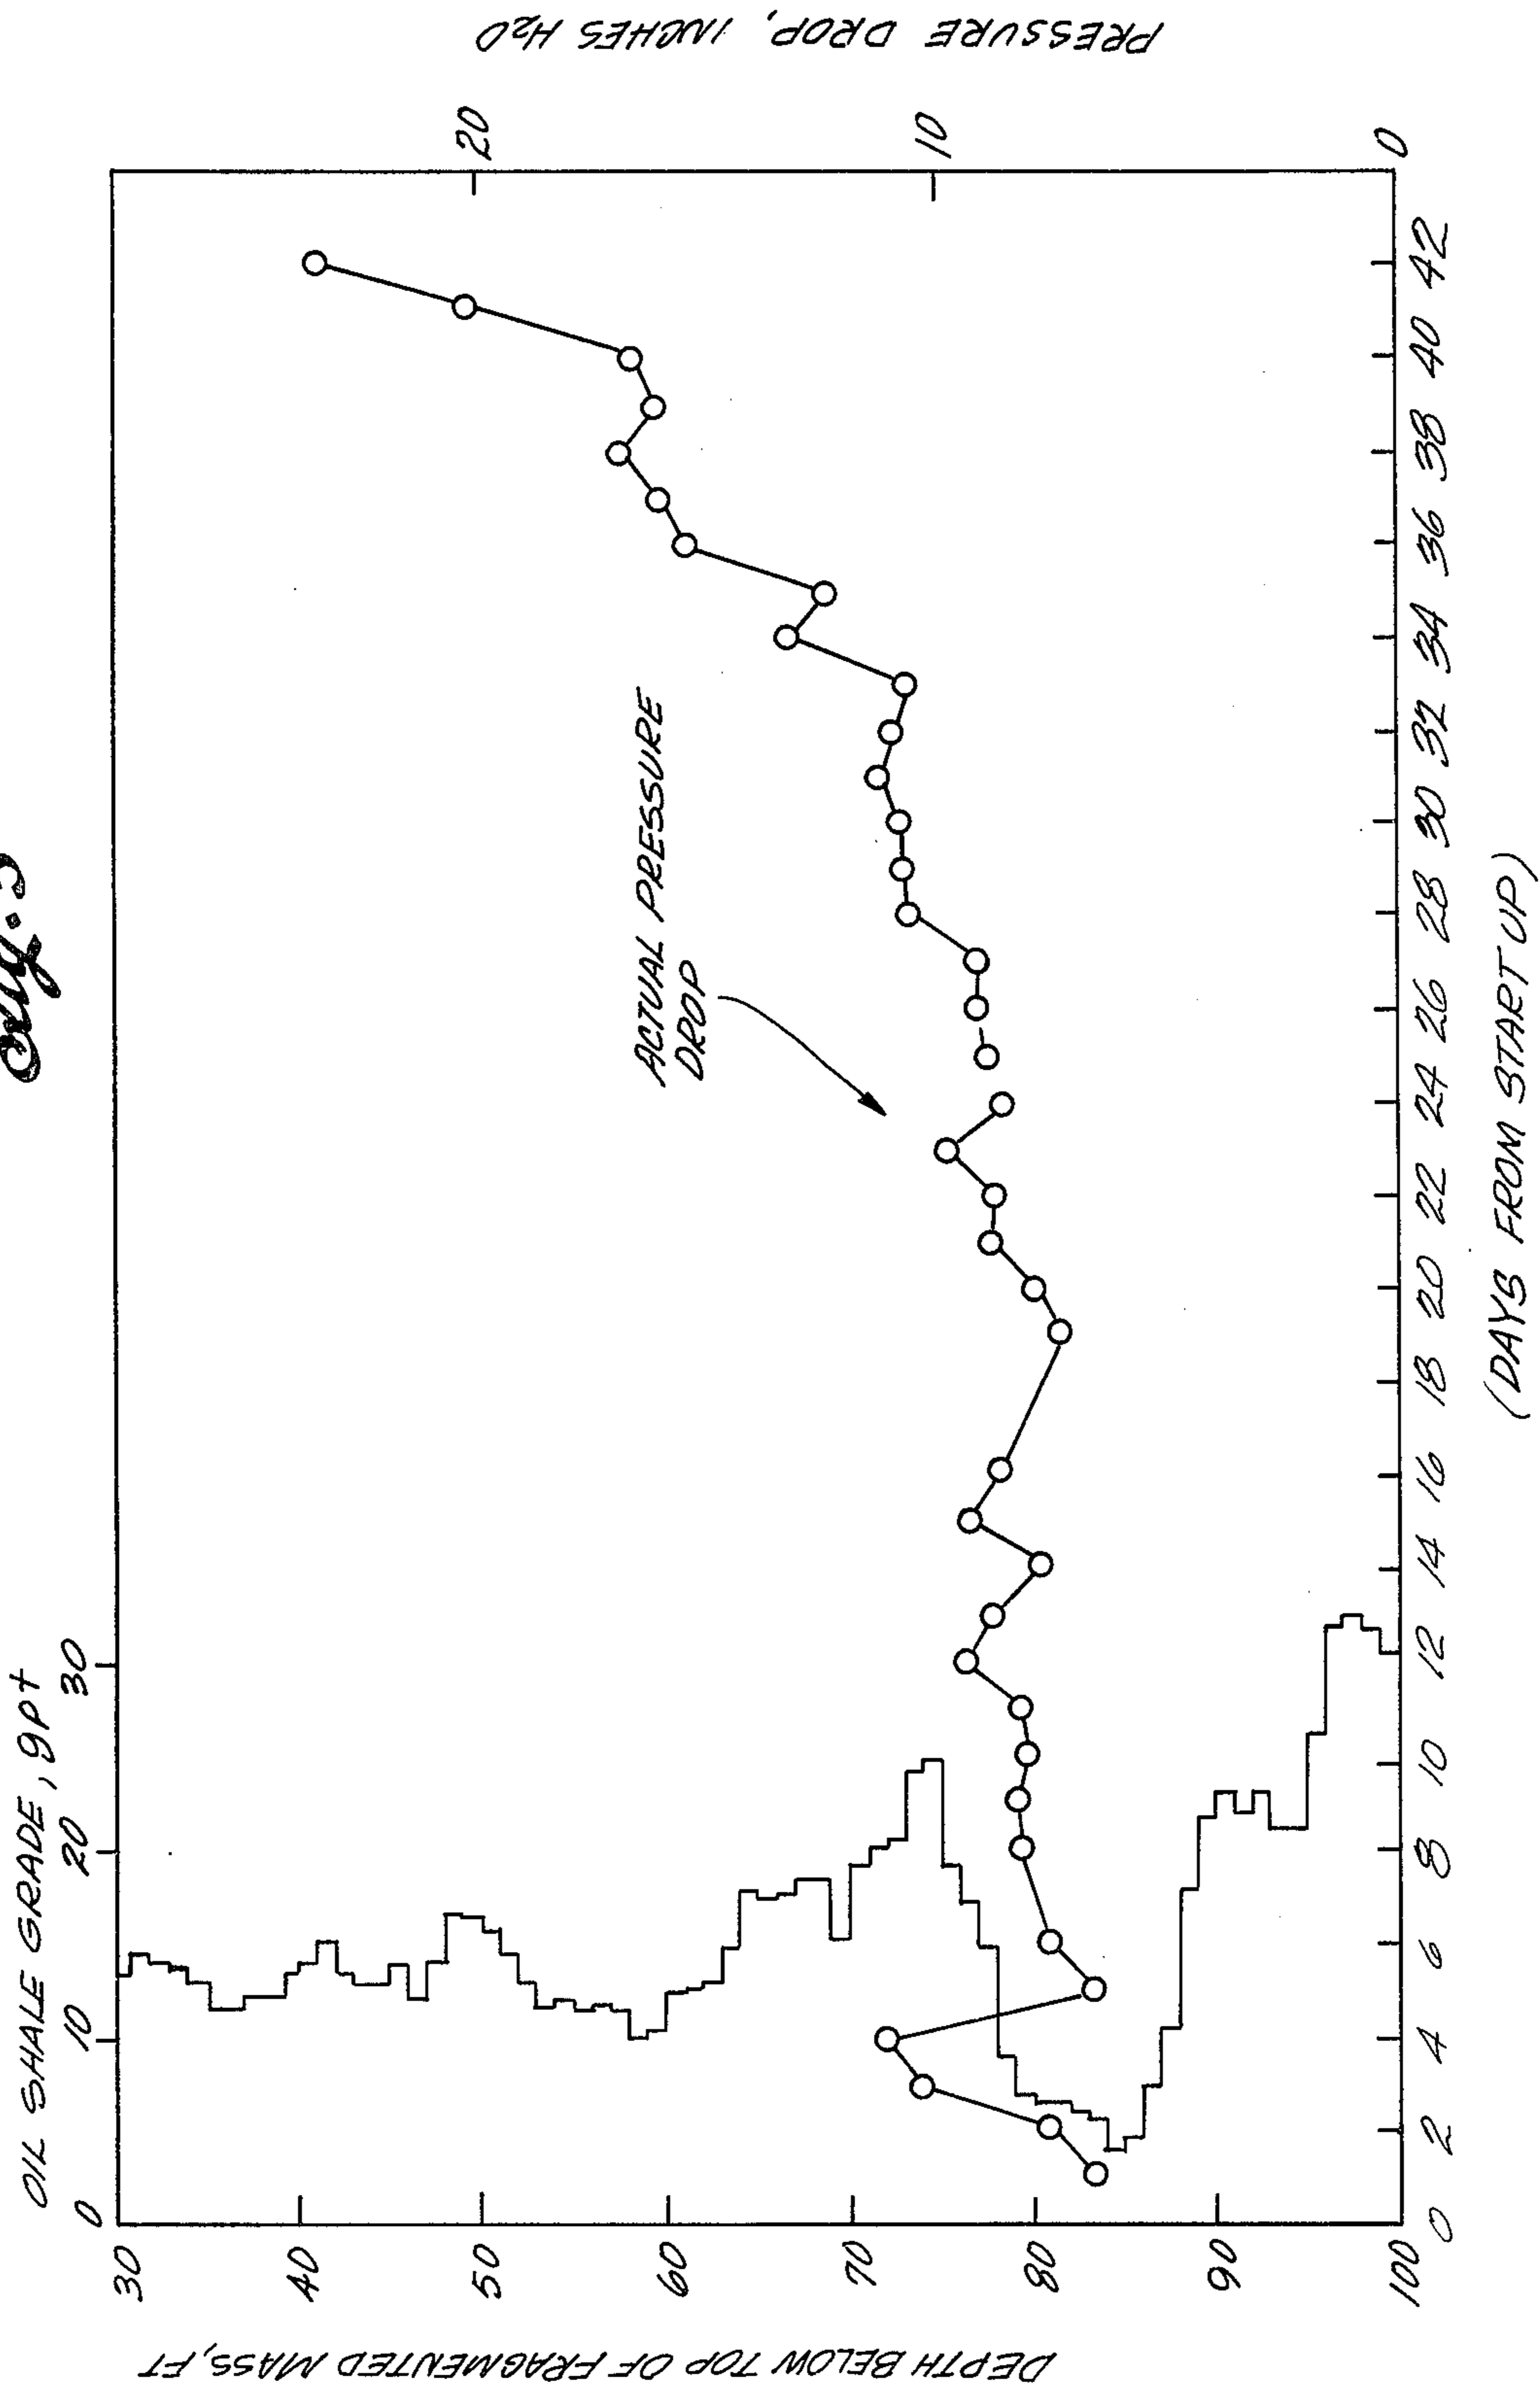 OIL SHALE GRADE, gpt
0 10 20 30
30
40
50
60
70
80
90
100
DEPTH BELOW TOP OF FRAGMENTED MASS, FT
ACTUAL PRESSURE
DROP
20
10
0
PRESSURE DROP, INCHES H2O
0 2 4 6 8 10 12 14 16 18 20 22 24 26 28 30 32 34 36 38 40 42
(DAYS FROM START UP)